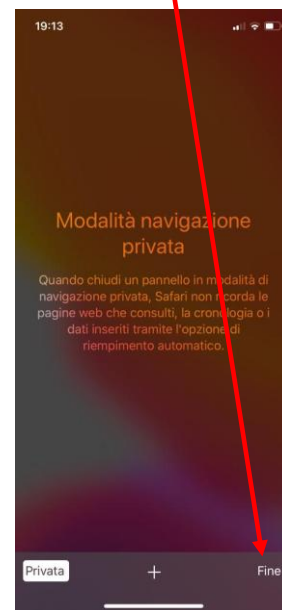 19:13
Modalità navigazione
privata
Quando chiudi un pannello in modalità di
navigazione privata, Safari non ricorda le
pagine web che consulti, la cronologia o i
dati inseriti tramite l'opzione di
riempimento automatico.
Privata + Fine